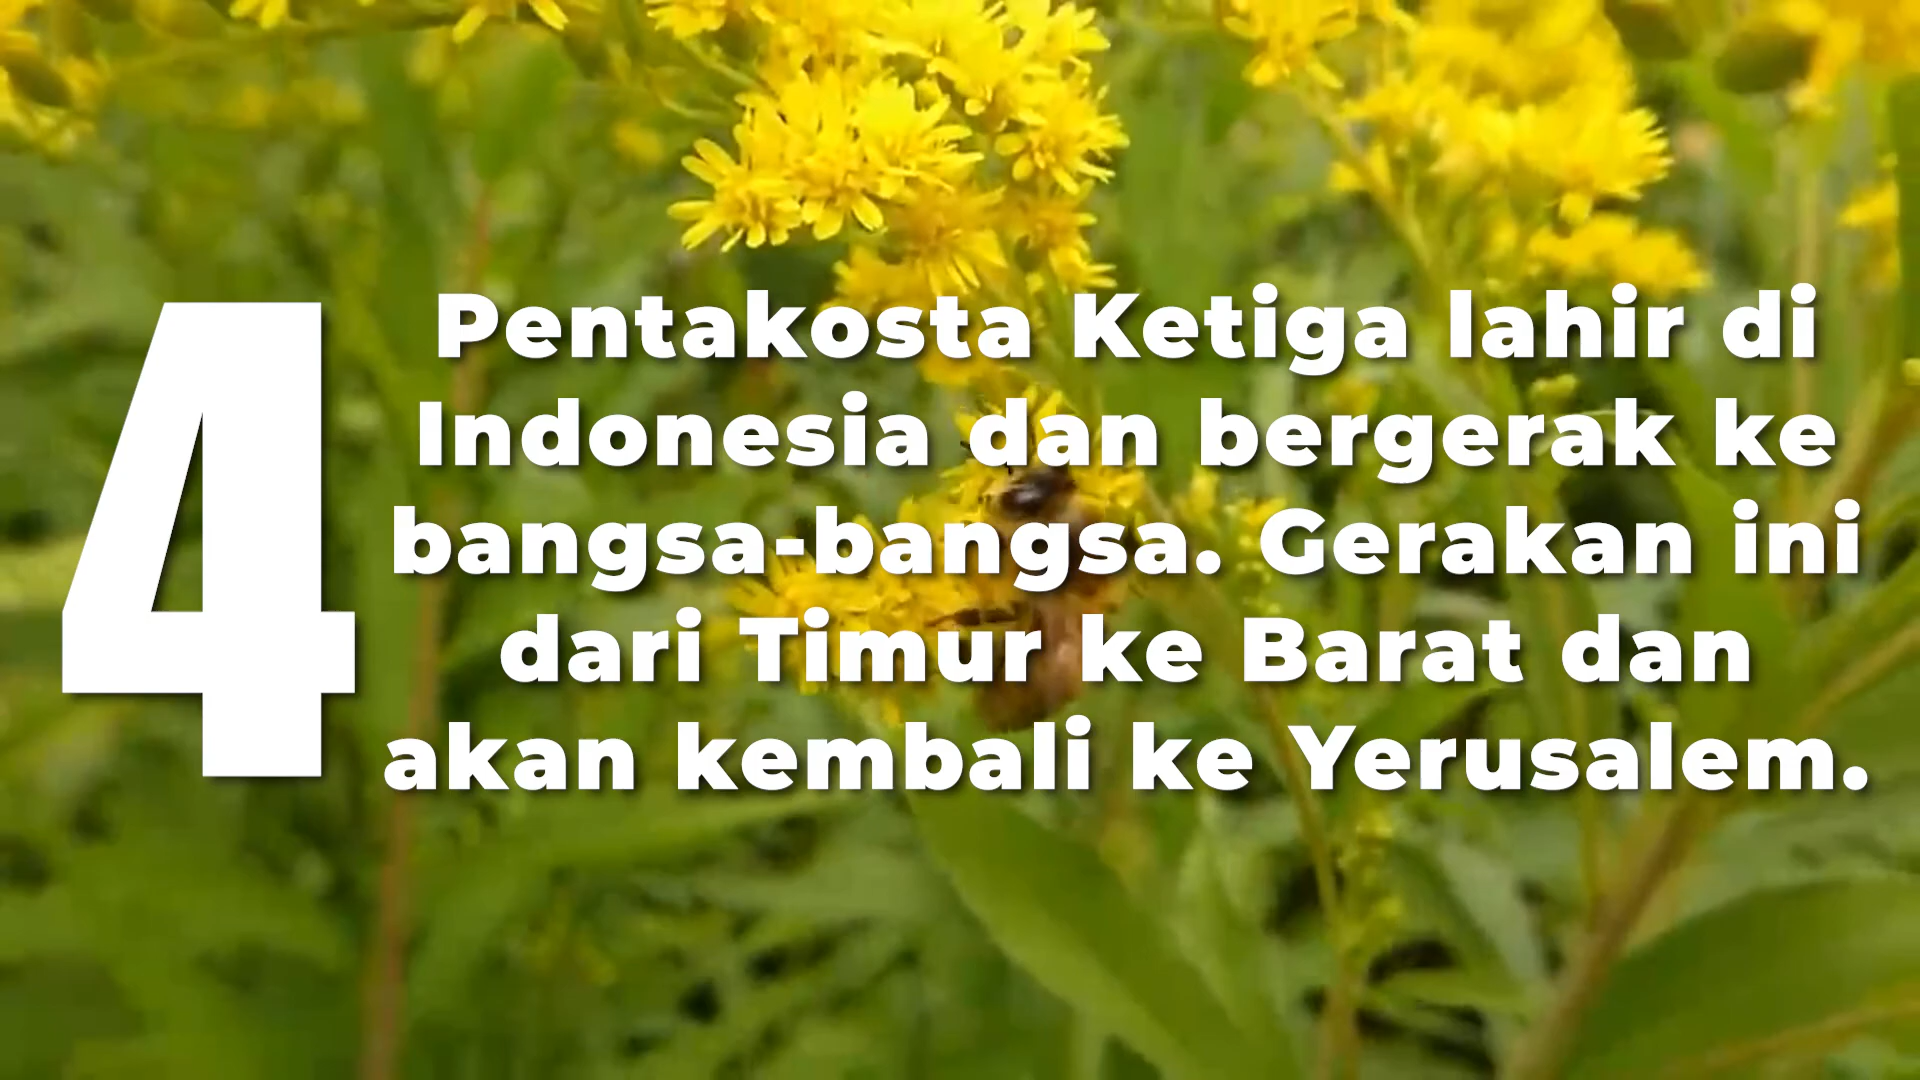 4
Pentakosta Ketiga lahir di
Indonesia dan bergerak ke
bangsa-bangsa. Gerakan ini
dari Timur ke Barat dan
akan kembali ke Yerusalem.